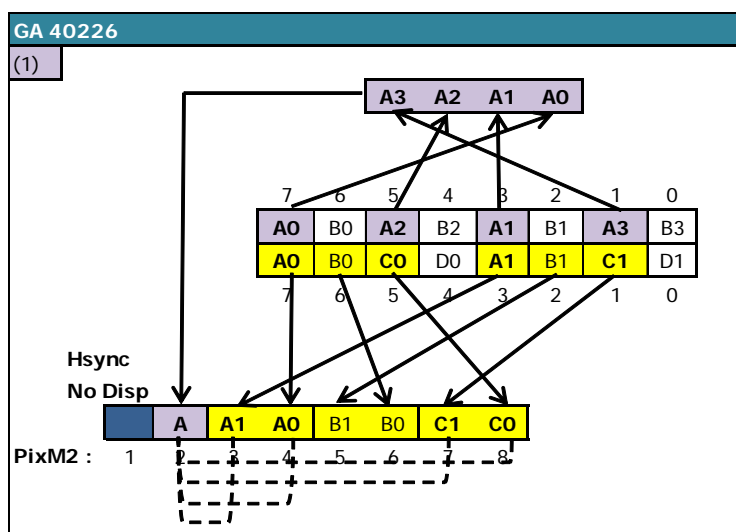 GA 40226
(1)
A3 A2 A1 A0
7 6 5 4 3 2 1 0
A0 B0 A2 B2 A1 B1 A3 B3
A0 B0 C0 D0 A1 B1 C1 D1
7 6 5 4 3 2 1 0
Hsync
No Disp
A A1 A0 B1 B0 C1 C0
PixM2 : 1 2 3 4 5 6 7 8